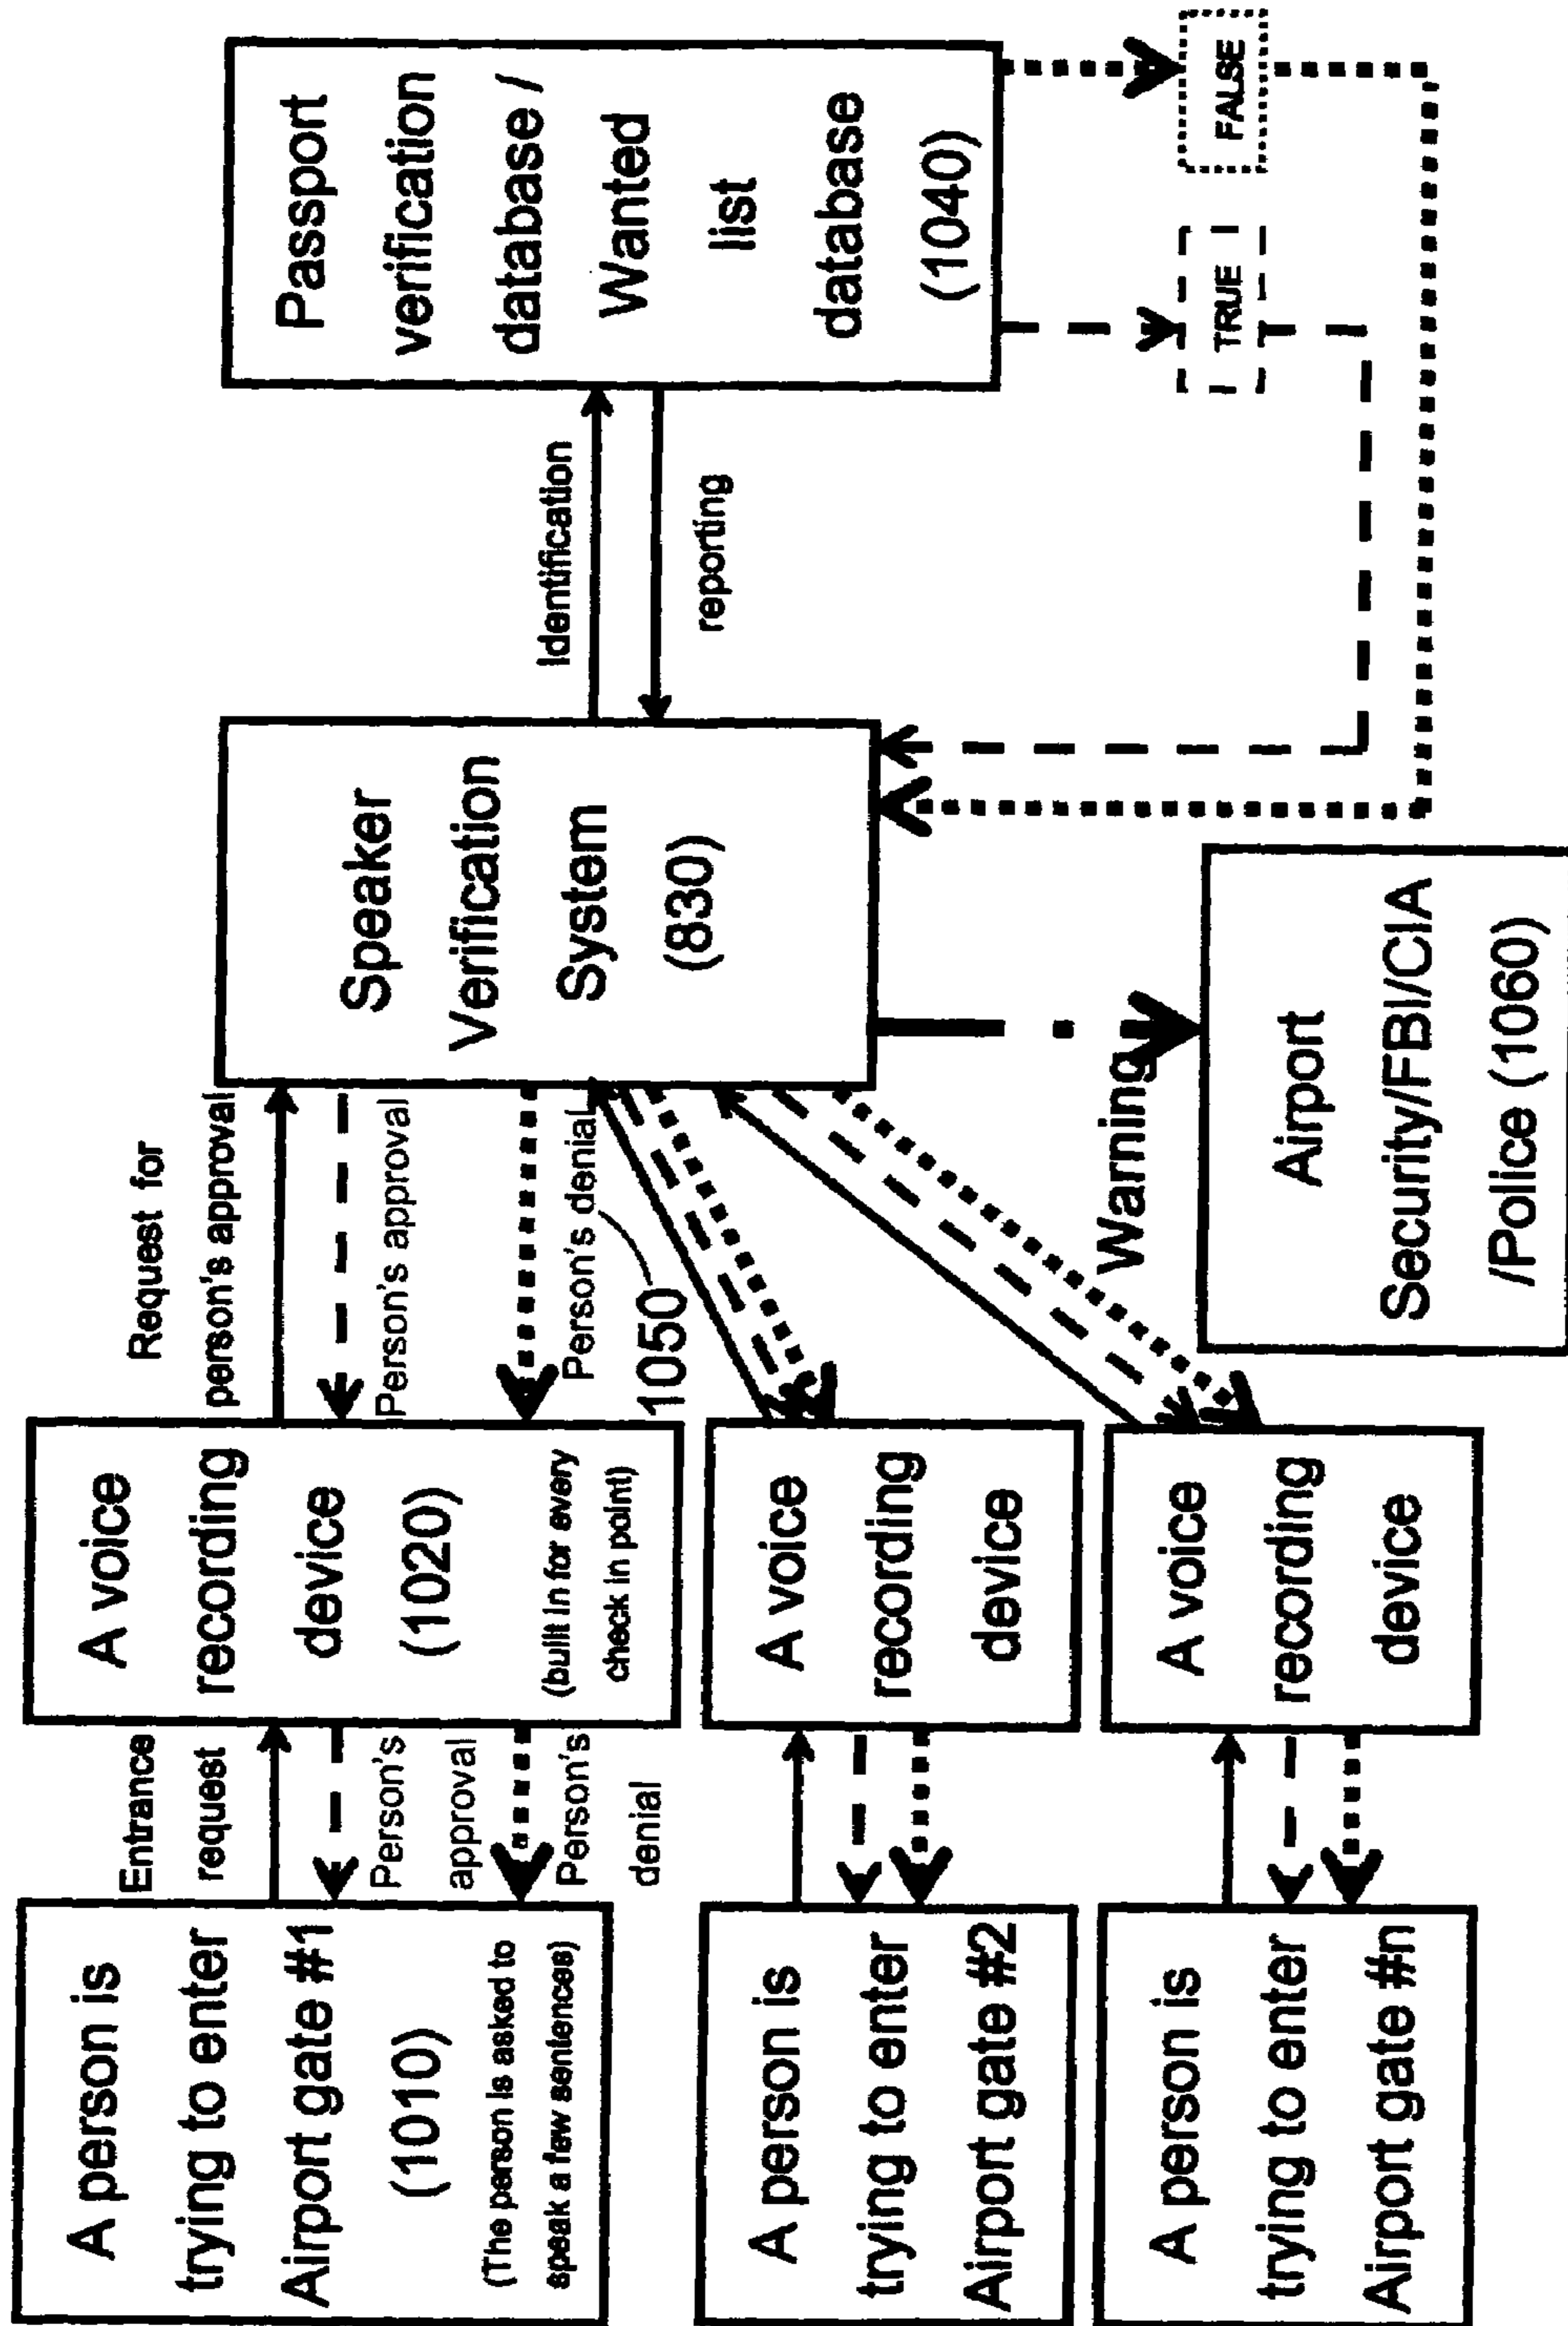 A person is
trying to enter
Airport gate #1
(1010)
(The person is asked to
speak a few sentences)
Entrance
request
Person's
approval
Person's
denial
A voice
recording
device
(1020)
(built in for every
check in point)
Request for
person's approval
Person's approval
Person's denial
1050
Speaker
Verification
System
(830)
Identification
reporting
Passport
verification
database /
Wanted
list
database
(1040)
TRUE
FALSE
A person is
trying to enter
Airport gate #2
A voice
recording
device
A person is
trying to enter
Airport gate #n
A voice
recording
device
Warning
Airport
Security/FBI/CIA
/Police (1060)